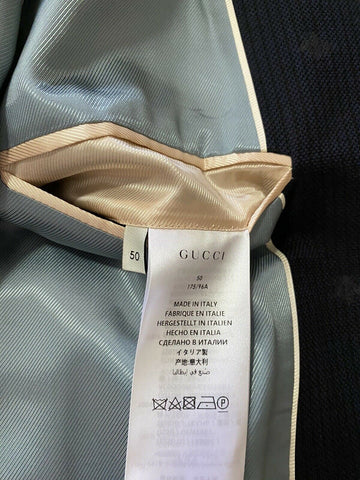 50
GUCCI
50
175/96A
MADE IN ITALY
FABRIQUE EN ITALIE
HERGESTELLT IN ITALIEN
HECHO EN ITALIA
СДЕЛАНО В ИТАЛИИ
イタリア製
产地:意大利
صنع في إيطاليا